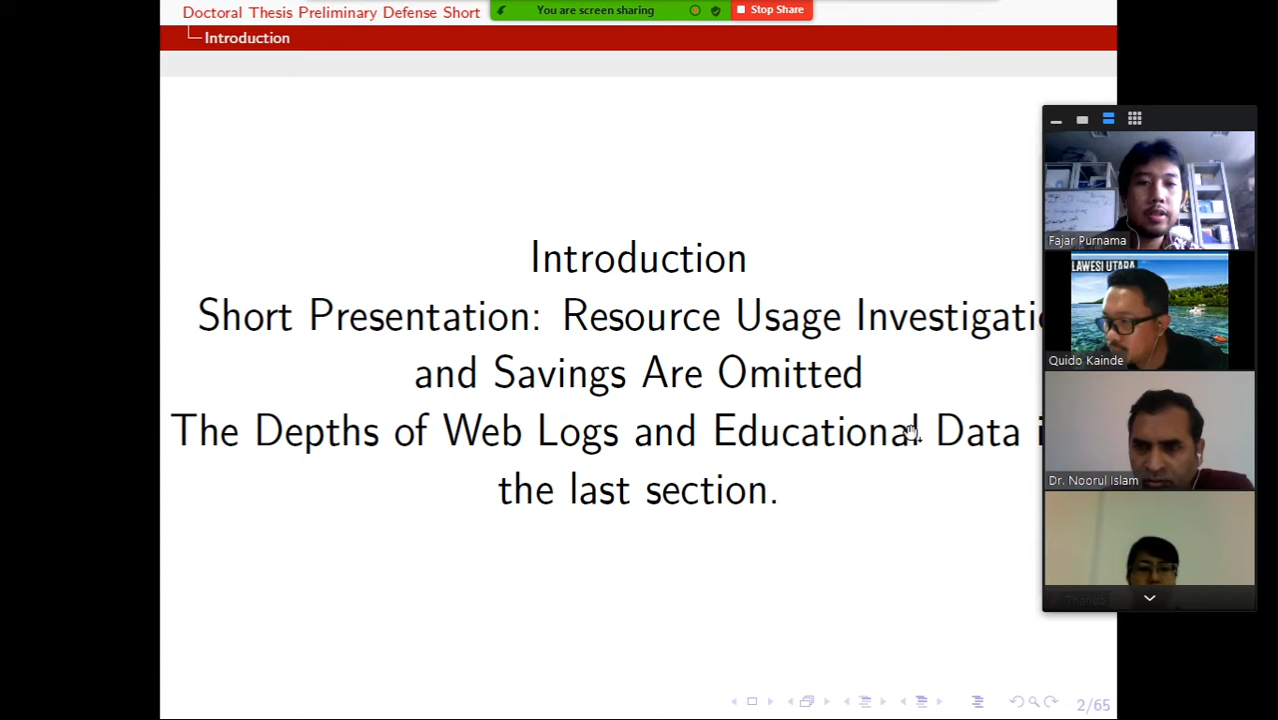 Doctoral Thesis Preliminary Defense Short
You are screen sharing
Stop Share
Introduction
Introduction
Short Presentation: Resource Usage Investigatio
and Savings Are Omitted
The Depths of Web Logs and Educational Data i
the last section.
LAWESI UTARA
Fajar Purnama
Quido Kainde
Dr. Noorul Islam
2/65